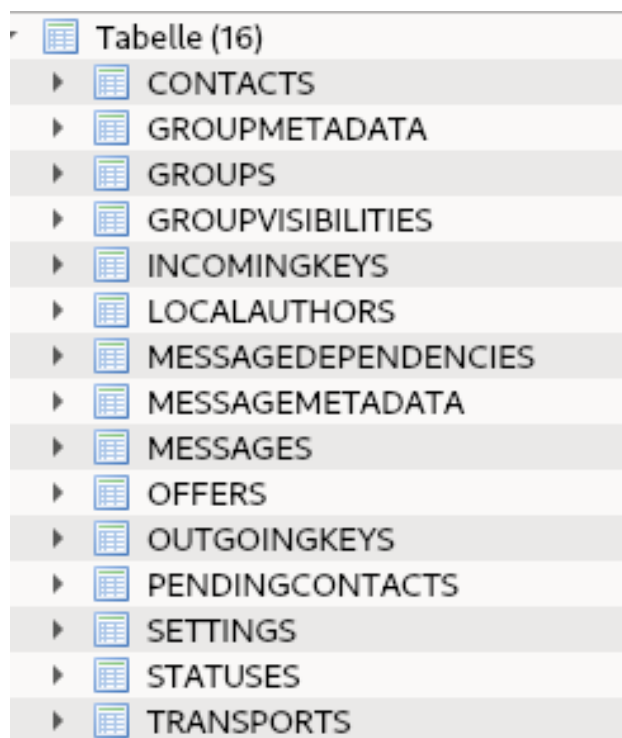 Tabelle (16)
CONTACTS
GROUPMETADATA
GROUPS
GROUPVISIBILITIES
INCOMINGKEYS
LOCALAUTHORS
MESSAGEDEPENDENCIES
MESSAGEMETADATA
MESSAGES
OFFERS
OUTGOINGKEYS
PENDINGCONTACTS
SETTINGS
STATUSES
TRANSPORTS